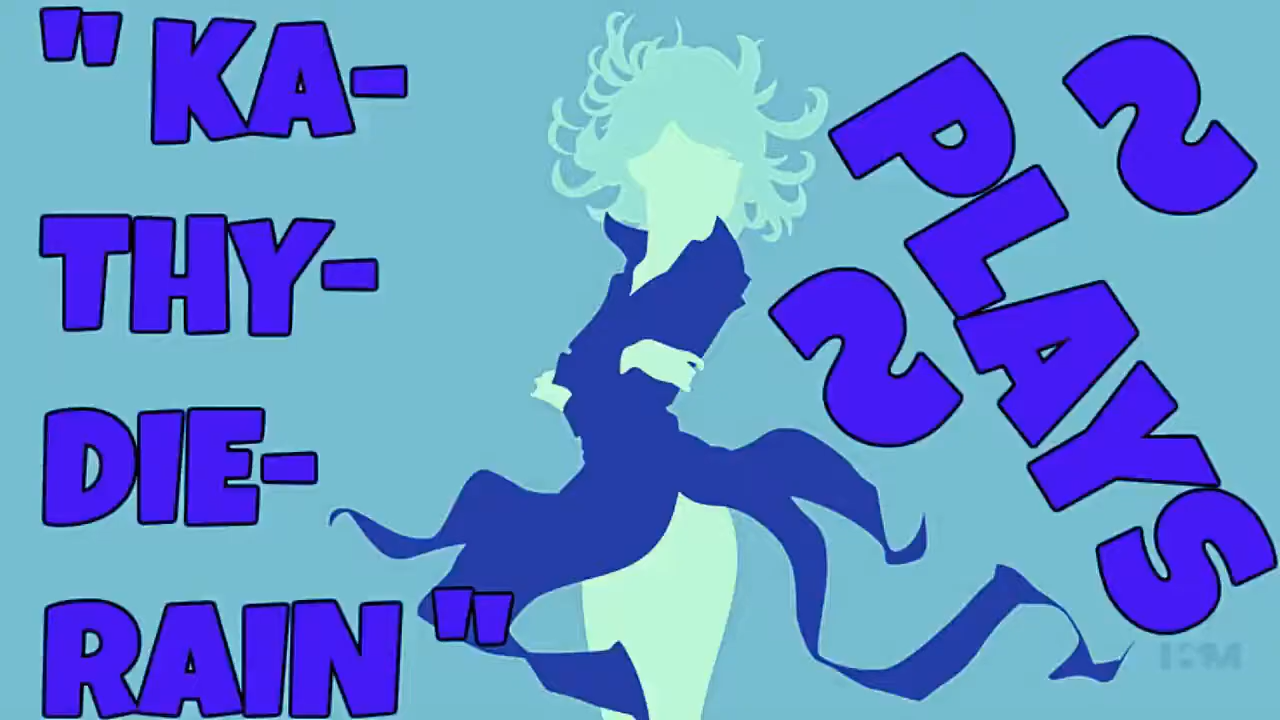 "KA-
THY-
DIE-
RAIN"
~
PLAYS
~